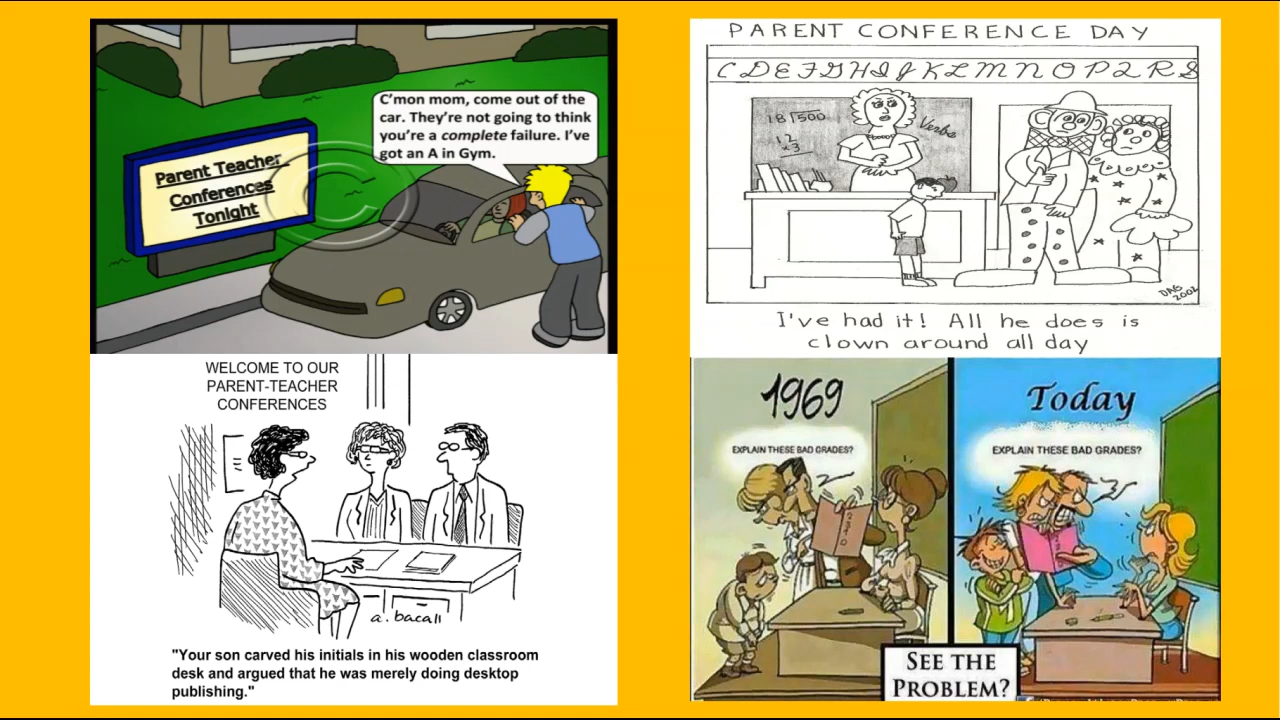 C'mon mom, come out of the
car. They're not going to think
you're a complete failure. I've
got an A in Gym.
Parent Teacher
Conferences
Tonight
PARENT CONFERENCE DAY
C D E F G H I J K L M N O P Q R S
18 500
12
x3
Verbs
DAG
2002
I've had it! All he does is
clown around all day
WELCOME TO OUR
PARENT-TEACHER
CONFERENCES
a. bacall
"Your son carved his initials in his wooden classroom
desk and argued that he was merely doing desktop
publishing."
1969
EXPLAIN THESE BAD GRADES?
Today
EXPLAIN THESE BAD GRADES?
SEE THE
PROBLEM?